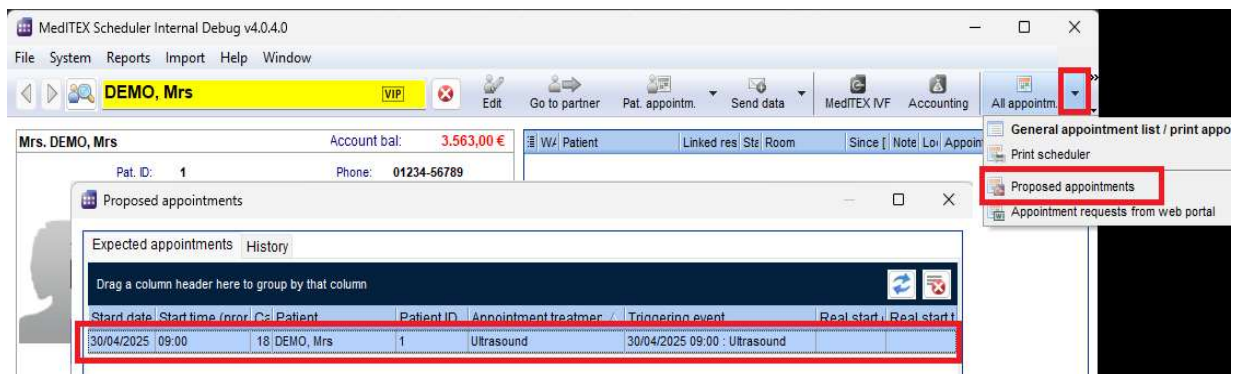 MedITEX Scheduler Internal Debug v4.0.4.0
File System Reports Import Help Window
DEMO, Mrs VIP Edit Go to partner Pat. appointm. Send data MedITEX IVF Accounting All appointm.
Mrs. DEMO, Mrs Account bal: 3.563,00 € W/ Patient Linked res Sta Room Since [ Note Lo Appoin
General appointment list / print appo
Print scheduler
Pat. ID: 1 Phone: 01234-56789
Proposed appointments
Proposed appointments
Appointment requests from web portal
Expected appointments History
Drag a column header here to group by that column
Stard date Start time (pror Ca Patient Patient ID Appointment treatmer Triggering event Real start Real start t
30/04/2025 09:00 18 DEMO, Mrs 1 Ultrasound 30/04/2025 09:00 : Ultrasound